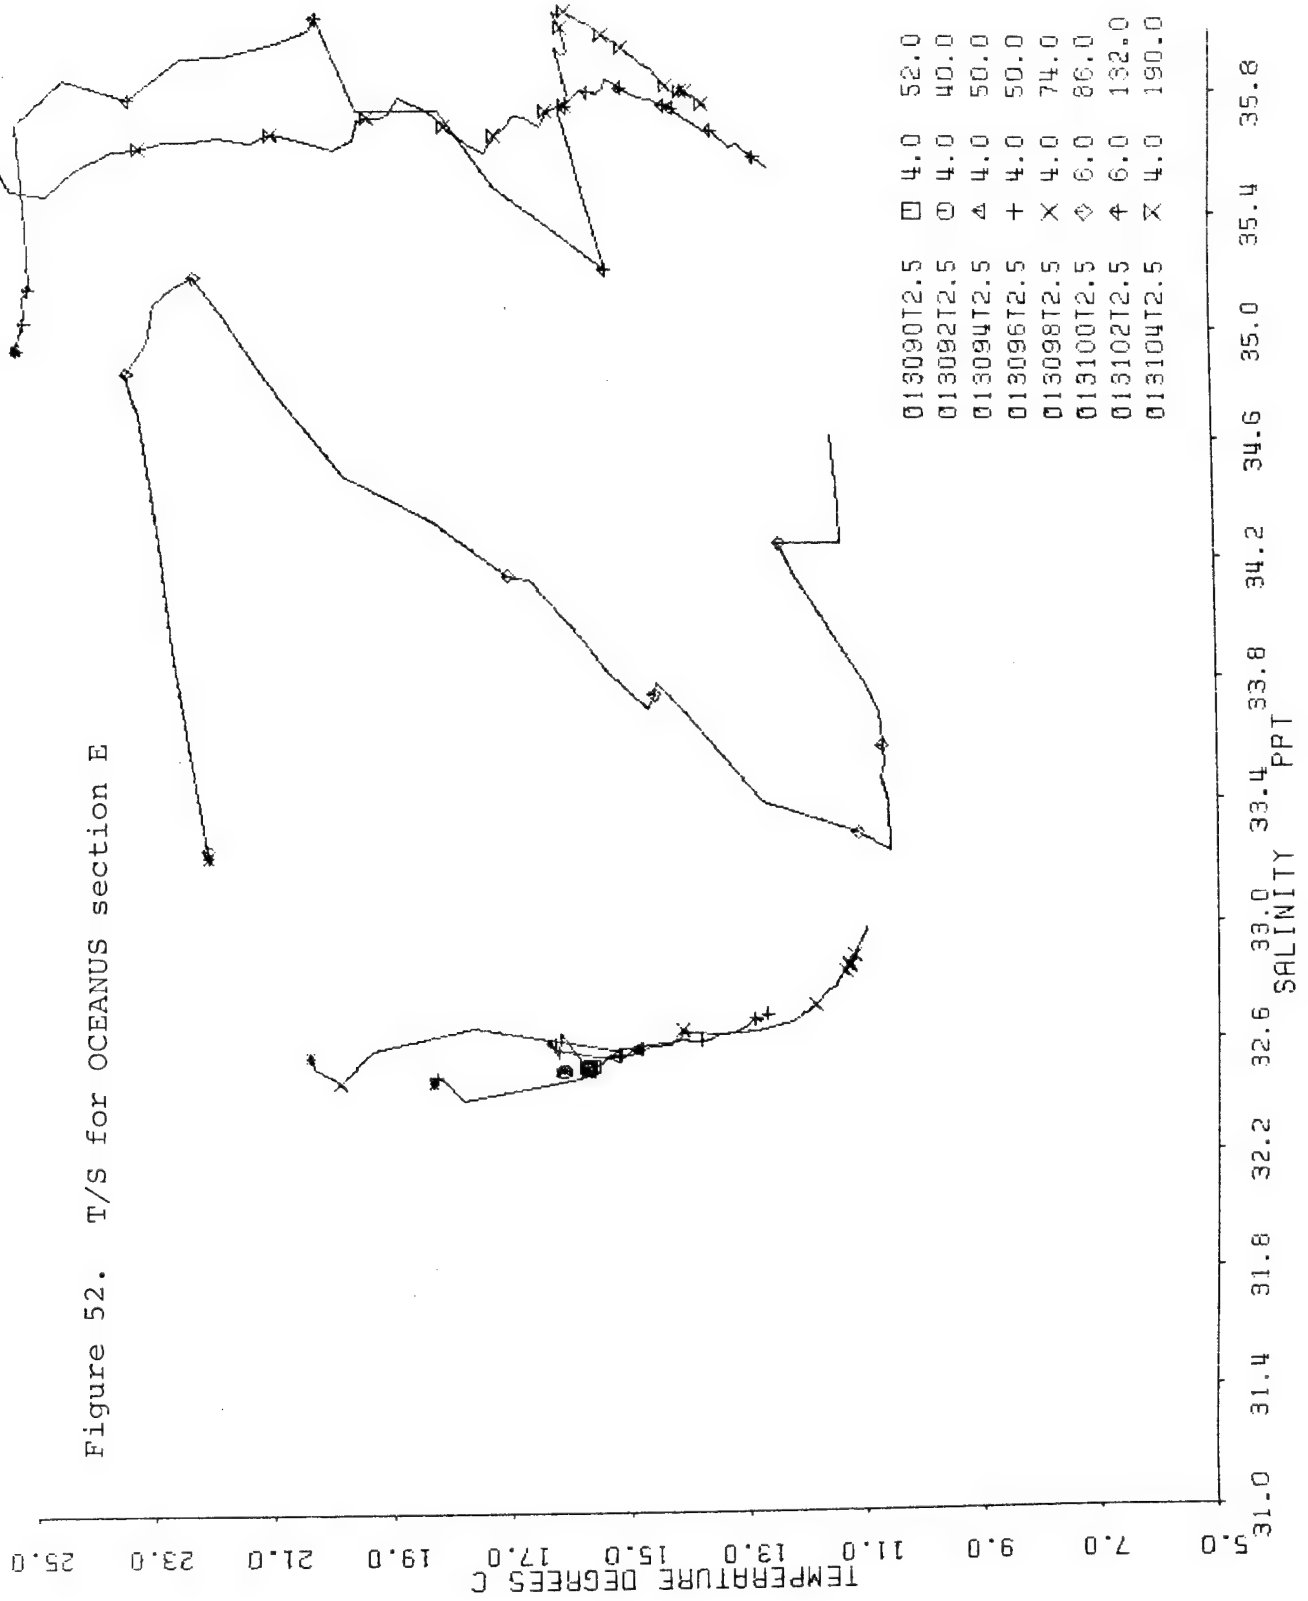 Figure 52. T/S for OCEANUS section E
25.0
23.0
21.0
19.0
17.0
15.0
13.0
11.0
9.0
7.0
5.0
TEMPERATURE DEGREES C
31.0 31.4 31.8 32.2 32.6 33.0 33.4 33.8 34.2 34.6 35.0 35.4 35.8
SALINITY PPT
013090T2.5 4.0 52.0
013092T2.5 4.0 40.0
013094T2.5 4.0 50.0
013096T2.5 4.0 50.0
013098T2.5 4.0 74.0
013100T2.5 6.0 86.0
013102T2.5 6.0 132.0
013104T2.5 4.0 190.0